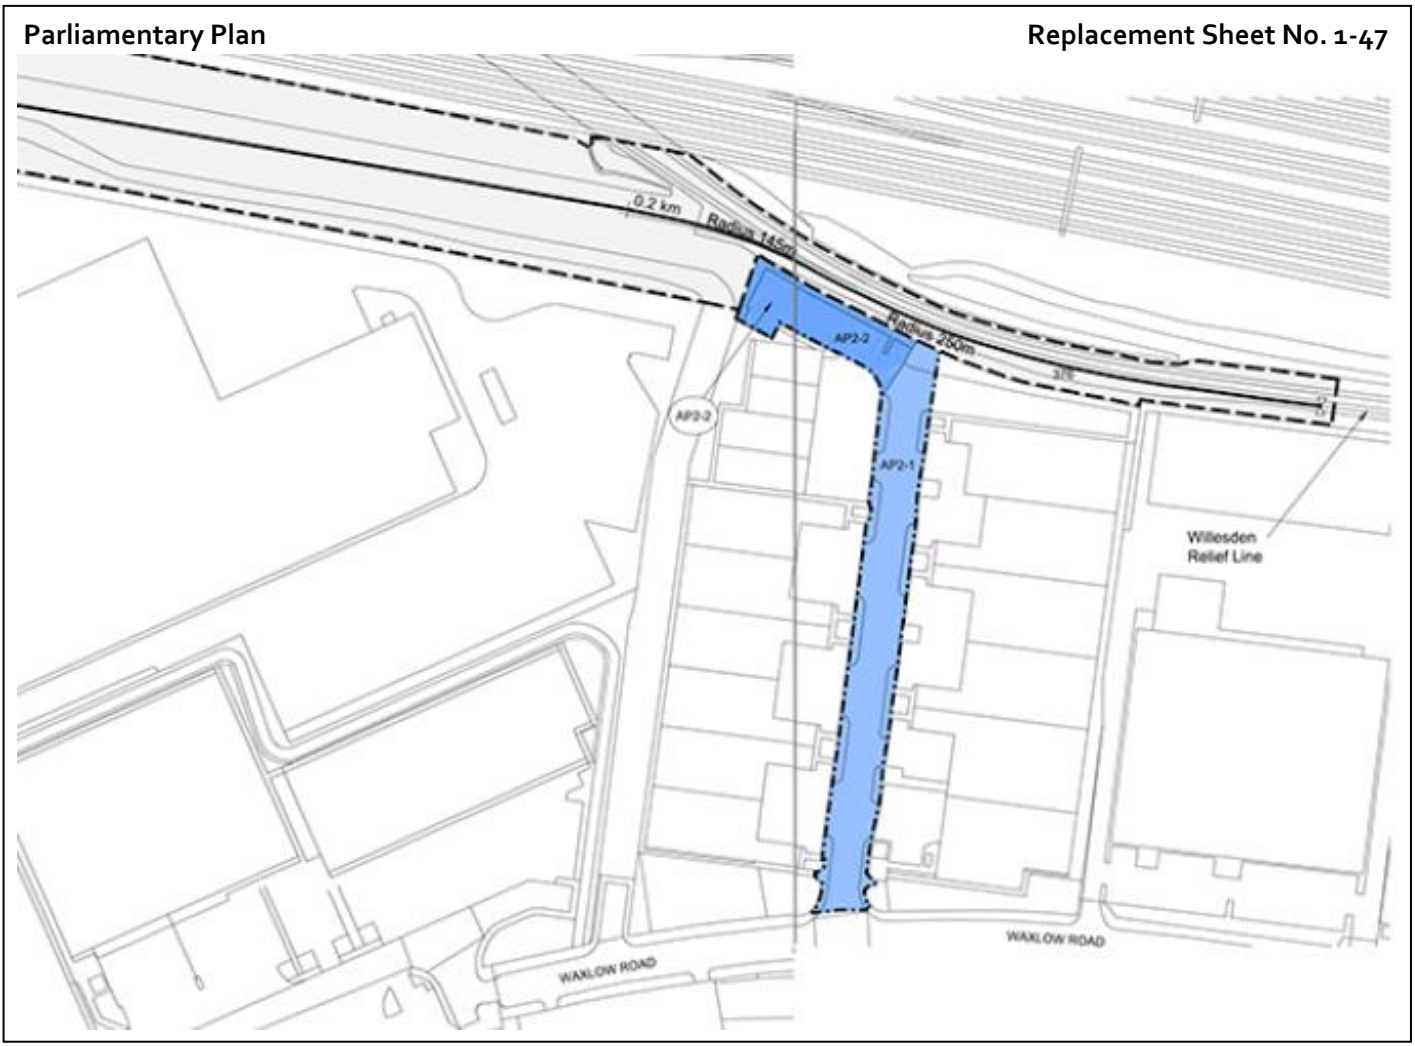 Parliamentary Plan
Replacement Sheet No. 1-47
0.2 km
Radius 145m
Radius 250m
AP2-2
AP2-2
AP2-1
Willesden
Relief Line
WAXLOW ROAD
WAXLOW ROAD